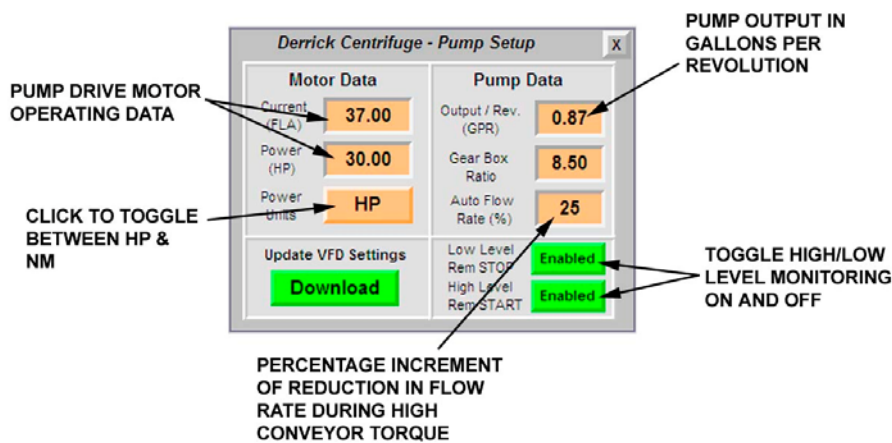 PUMP OUTPUT IN
GALLONS PER
REVOLUTION
Derrick Centrifuge - Pump Setup
X
PUMP DRIVE MOTOR
OPERATING DATA
Motor Data
Current
(FLA)
37.00
Power
(HP)
30.00
Power
Units
HP
Pump Data
Output / Rev.
(GPR)
0.87
Gear Box
Ratio
8.50
Auto Flow
Rate (%)
25
CLICK TO TOGGLE
BETWEEN HP &
NM
Update VFD Settings
Download
Low Level
Rem STOP
Enabled
High Level
Rem START
Enabled
TOGGLE HIGH/LOW
LEVEL MONITORING
ON AND OFF
PERCENTAGE INCREMENT
OF REDUCTION IN FLOW
RATE DURING HIGH
CONVEYOR TORQUE